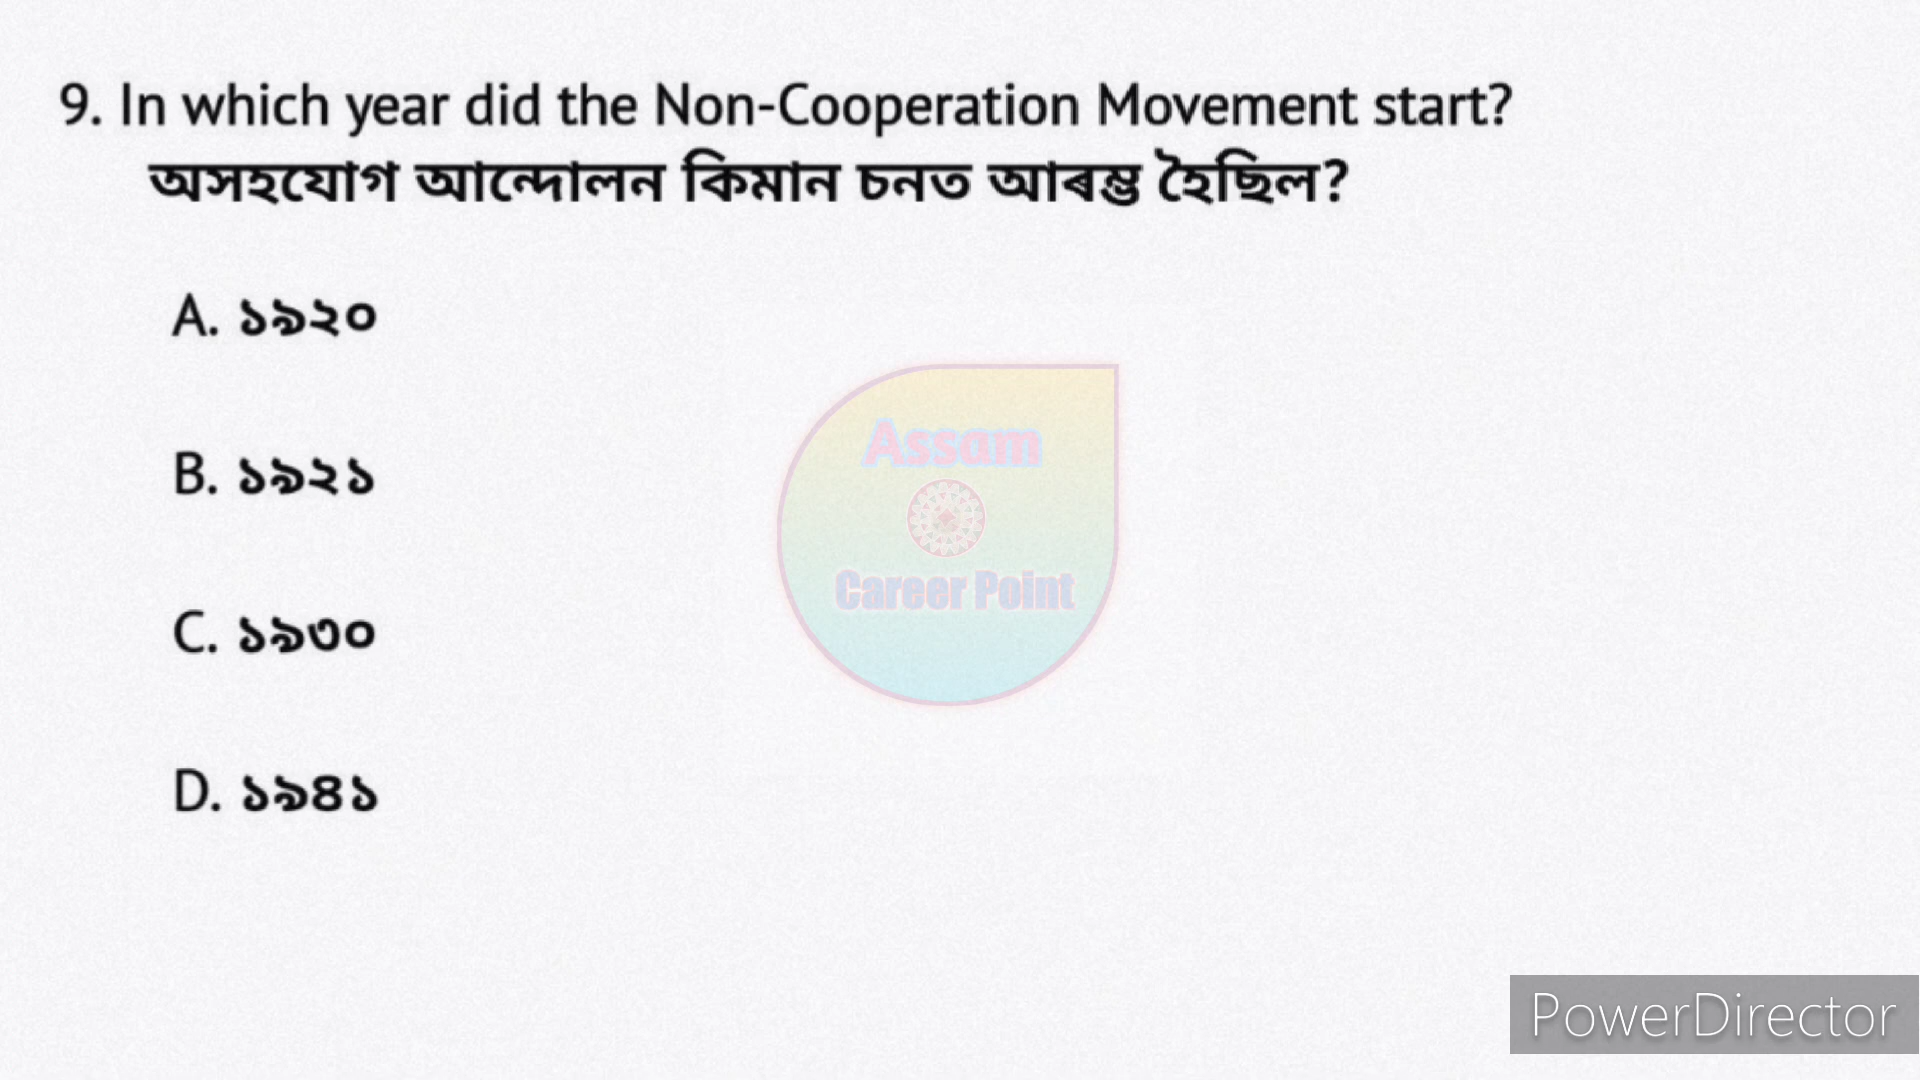 9. In which year did the Non-Cooperation Movement start?
অসহযোগ আন্দোলন কিমান চনত আৰম্ভ হৈছিল?
A. ১৯২০
Assam
B. ১৯২১
Career Point
C. ১৯৩০
D. ১৯৪১
PowerDirector